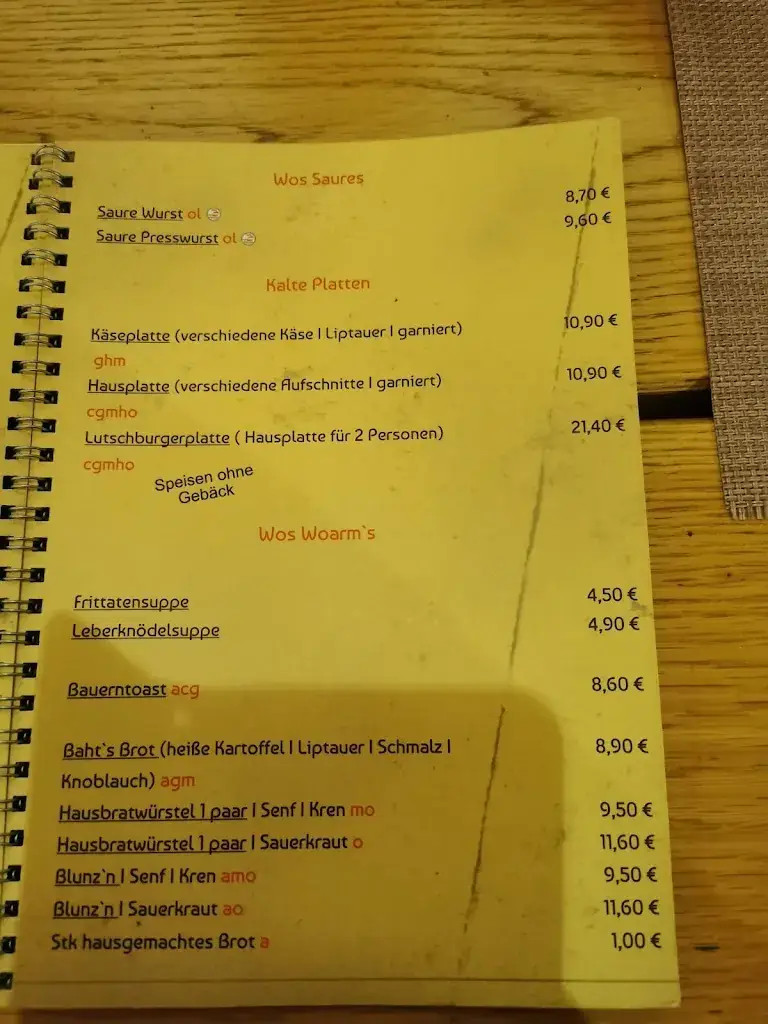 Wos Saures
Saure Wurst ol 8,70 €
Saure Presswurst ol 9,60 €
Kalte Platten
Käseplatte (verschiedene Käse | Liptauer | garniert) 10,90 €
ghm
Hausplatte (verschiedene Aufschnitte | garniert) 10,90 €
cgmho
Lutschburgerplatte ( Hausplatte für 2 Personen) 21,40 €
cgmho
Speisen ohne
Gebäck
Wos Woarm`s
Frittatensuppe 4,50 €
Leberknödelsuppe 4,90 €
Bauerntoast acg 8,60 €
Baht`s Brot (heiße Kartoffel | Liptauer | Schmalz | 8,90 €
Knoblauch) agm
Hausbratwürstel 1 paar | Senf | Kren mo 9,50 €
Hausbratwürstel 1 paar | Sauerkraut o 11,60 €
Blunz`n | Senf | Kren amo 9,50 €
Blunz`n | Sauerkraut ao 11,60 €
Stk hausgemachtes Brot a 1,00 €